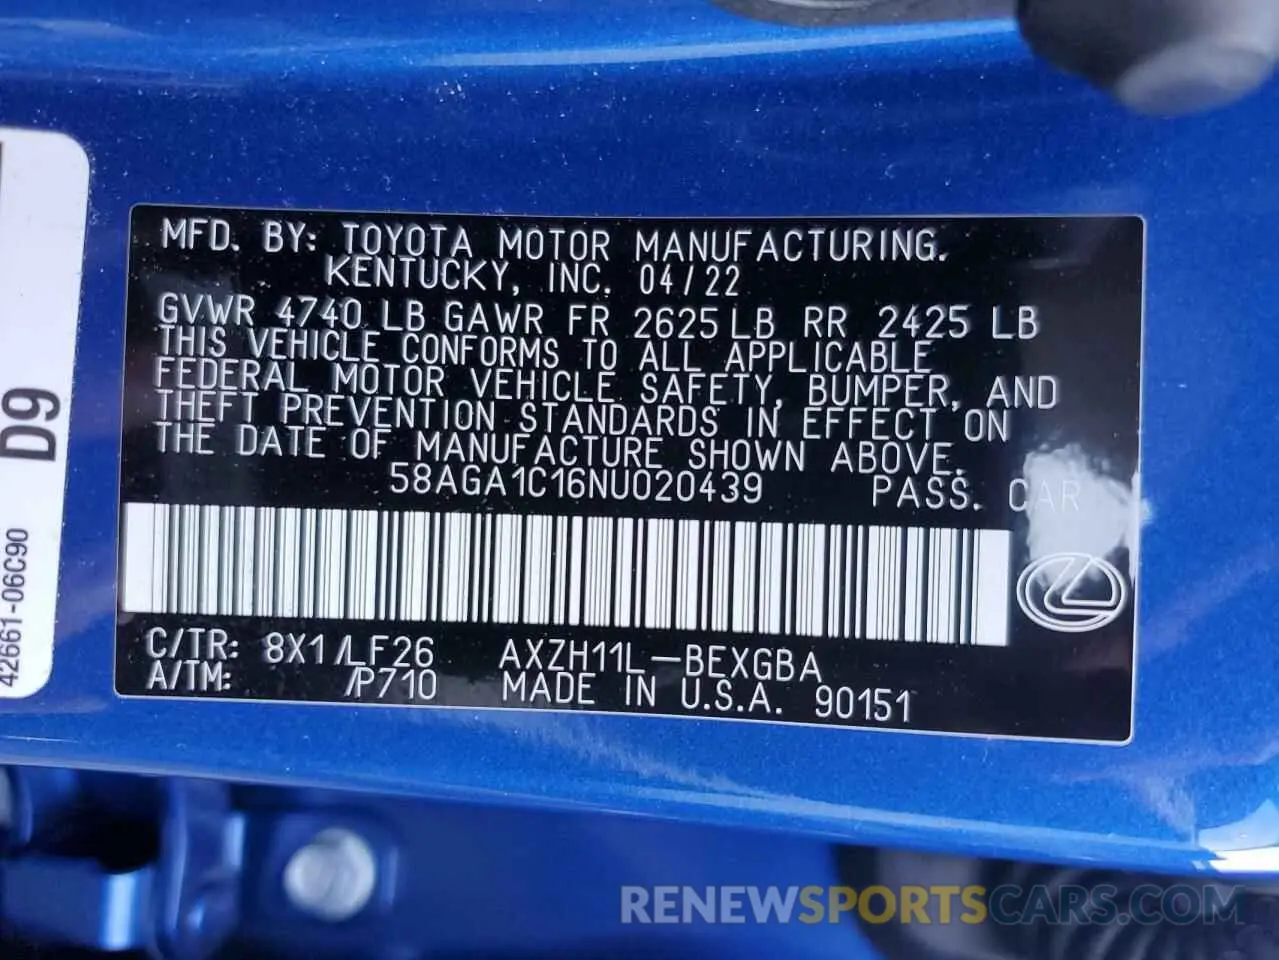 MFD. BY: TOYOTA MOTOR MANUFACTURING.
KENTUCKY, INC. 04/22
GVWR 4740 LB GAWR FR 2625 LB RR 2425 LB
THIS VEHICLE CONFORMS TO ALL APPLICABLE
FEDERAL MOTOR VEHICLE SAFETY, BUMPER, AND
THEFT PREVENTION STANDARDS IN EFFECT ON
THE DATE OF MANUFACTURE SHOWN ABOVE.
58AGA1C16NU020439 PASS. CAR
C/TR: 8X1/LF26 AXZH11L-BEXGBA
A/TM: /P710 MADE IN U.S.A. 90151
D9
42661-06C90
RENEWSPORTSCARS.COM